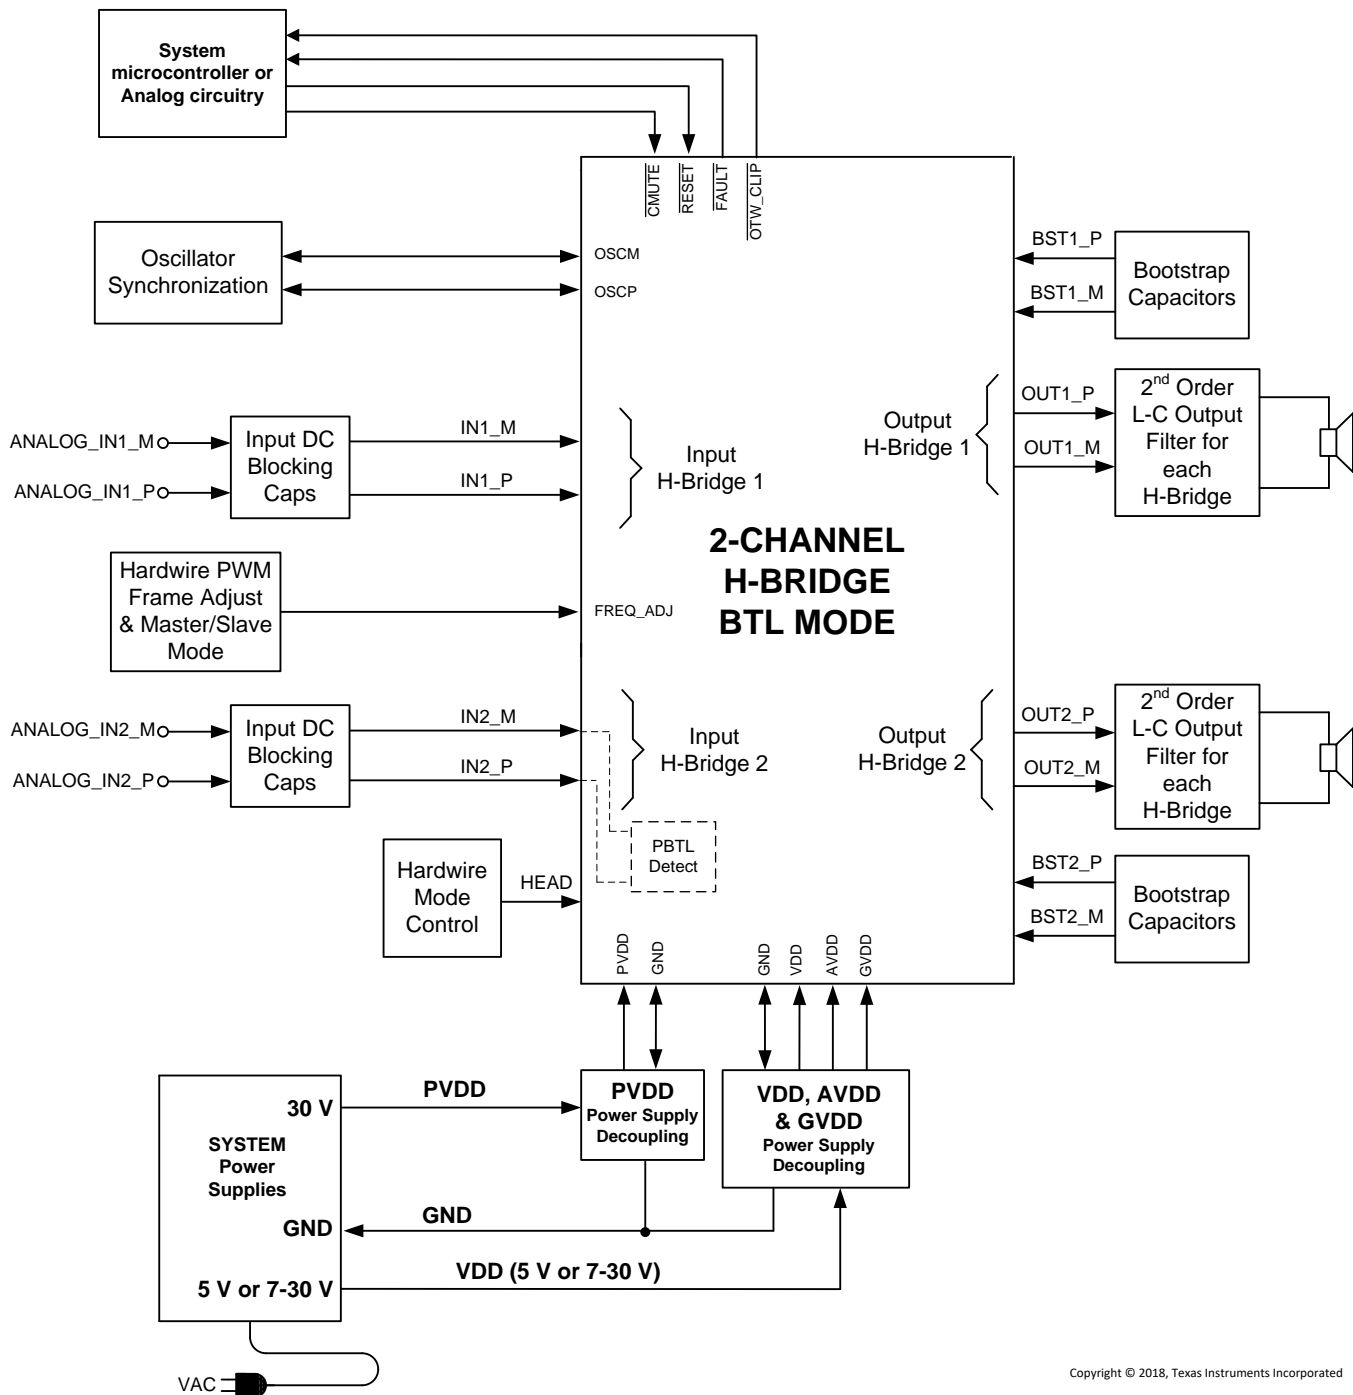 System
microcontroller or
Analog circuitry
CMUTE
RESET
FAULT
OTW_CLIP
Oscillator
Synchronization
OSCM
OSCP
BST1_P
BST1_M
Bootstrap
Capacitors
ANALOG_IN1_M
ANALOG_IN1_P
Input DC
Blocking
Caps
IN1_M
IN1_P
Input
H-Bridge 1
Output
H-Bridge 1
OUT1_P
OUT1_M
2nd Order
L-C Output
Filter for
each
H-Bridge
2-CHANNEL
H-BRIDGE
BTL MODE
Hardwire PWM
Frame Adjust
& Master/Slave
Mode
FREQ_ADJ
ANALOG_IN2_M
ANALOG_IN2_P
Input DC
Blocking
Caps
IN2_M
IN2_P
Input
H-Bridge 2
Output
H-Bridge 2
OUT2_P
OUT2_M
2nd Order
L-C Output
Filter for
each
H-Bridge
PBTL
Detect
Hardwire
Mode
Control
HEAD
BST2_P
BST2_M
Bootstrap
Capacitors
PVDD
GND
GND
VDD
AVDD
GVDD
SYSTEM
Power
Supplies
30 V
GND
5 V or 7-30 V
PVDD
GND
VDD (5 V or 7-30 V)
PVDD
Power Supply
Decoupling
VDD, AVDD
& GVDD
Power Supply
Decoupling
VAC
Copyright © 2018, Texas Instruments Incorporated